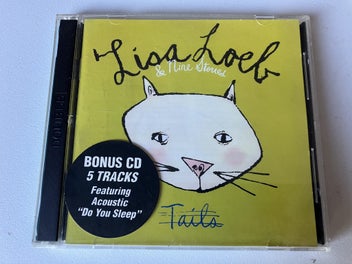 Lisa Loeb
& Nine Stories
BONUS CD
5 TRACKS
Featuring
Acoustic
"Do You Sleep"
Tails